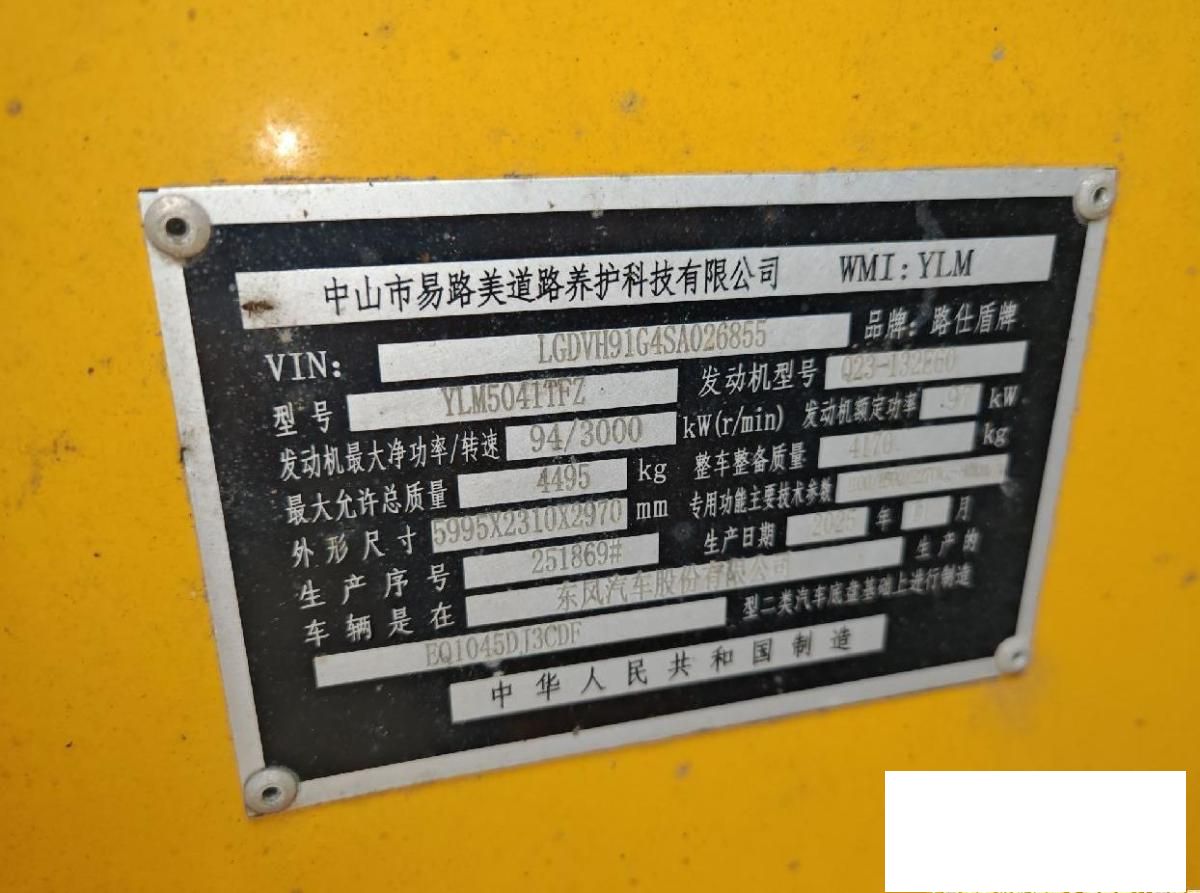 中山市易路美道路养护科技有限公司 WMI:YLM
VIN: LGDVH91G4SA026855 品牌: 路仕盾牌
型号 YLM5041TFZ 发动机型号 Q23-132E60
发动机最大净功率/转速 94/3000 kW(r/min) 发动机额定功率 97 kW
最大允许总质量 4495 kg 整车整备质量 4170 kg
外形尺寸 5995X2310X2970 mm 专用功能主要技术参数
生产序号 251869# 生产日期 2025 年 月
车辆是在 东风汽车股份有限公司 生产的
EQ1045DJ3CDF 型二类汽车底盘基础上进行制造
中华人民共和国制造